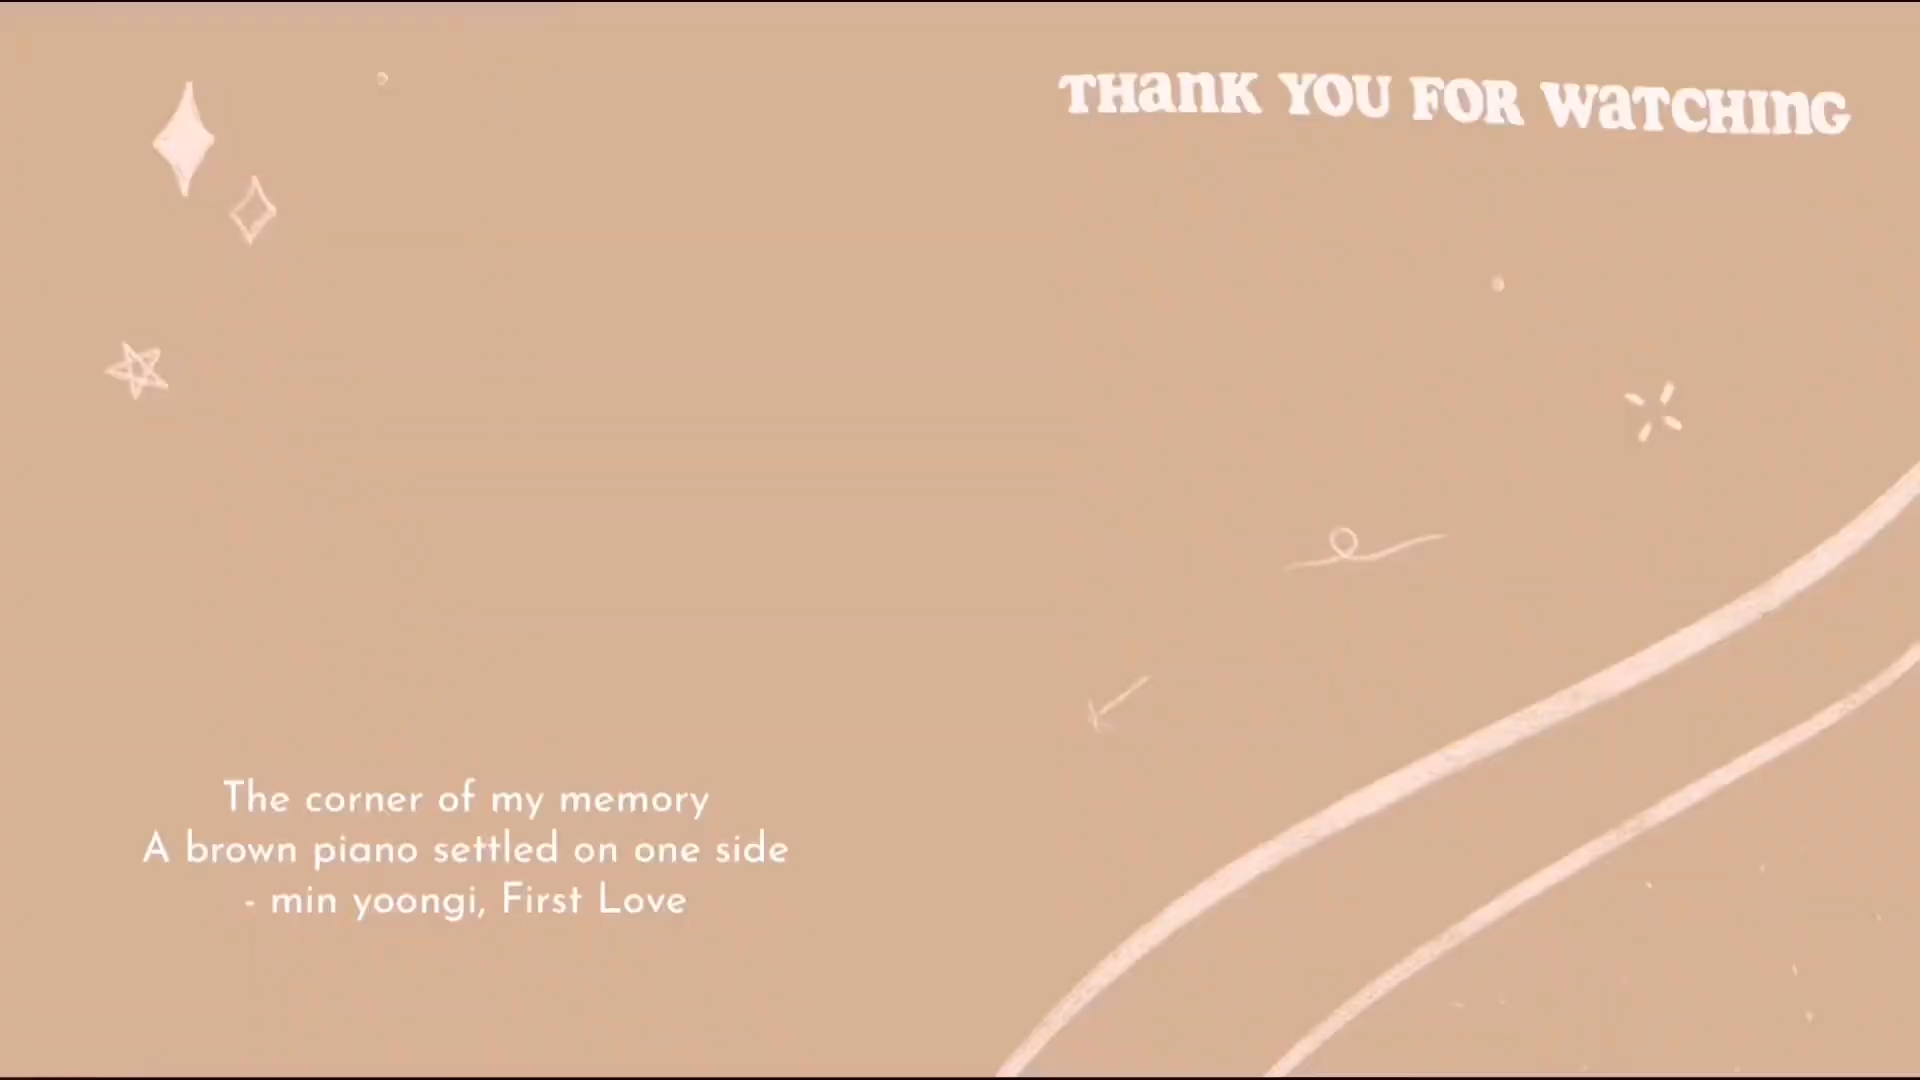 THanK YOU FOR WaTCHInG
The corner of my memory
A brown piano settled on one side
- min yoongi, First Love